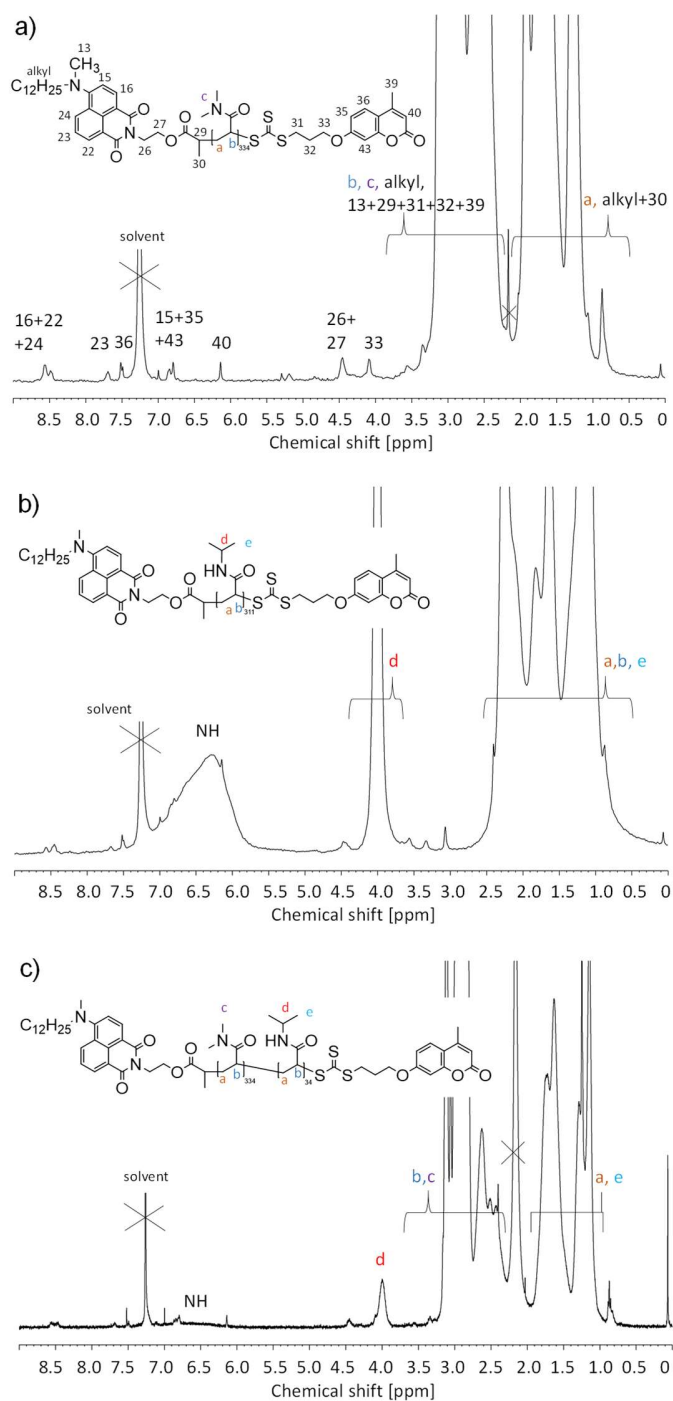 a)
13
CH3
alkyl
C12H25
N
15
16
24
23
22
O
N
O
26
27
O
O
29
30
c
N
O
a
b
334
S
S
S
31
32
33
O
35
36
43
39
40
O
O
b, c, alkyl,
13+29+31+32+39
a, alkyl+30
solvent
16+22
+24
23
36
15+35
+43
40
26+
27
33
8.5 8.0 7.5 7.0 6.5 6.0 5.5 5.0 4.5 4.0 3.5 3.0 2.5 2.0 1.5 1.0 0
Chemical shift [ppm]
b)
C12H25
N
O
N
O
O
O
d
e
HN
O
a
b
311
S
S
S
O
O
O
d
a,b, e
solvent
NH
8.5 8.0 7.5 7.0 6.5 6.0 5.5 5.0 4.5 4.0 3.5 3.0 2.5 2.0 1.5 1.0 0
Chemical shift [ppm]
c)
C12H25
N
O
N
O
O
O
c
N
O
a
b
334
d
e
HN
O
a
b
34
S
S
S
O
O
O
solvent
b,c
a, e
d
NH
8.5 8.0 7.5 7.0 6.5 6.0 5.5 5.0 4.5 4.0 3.5 3.0 2.5 2.0 1.5 1.0 0
Chemical shift [ppm]